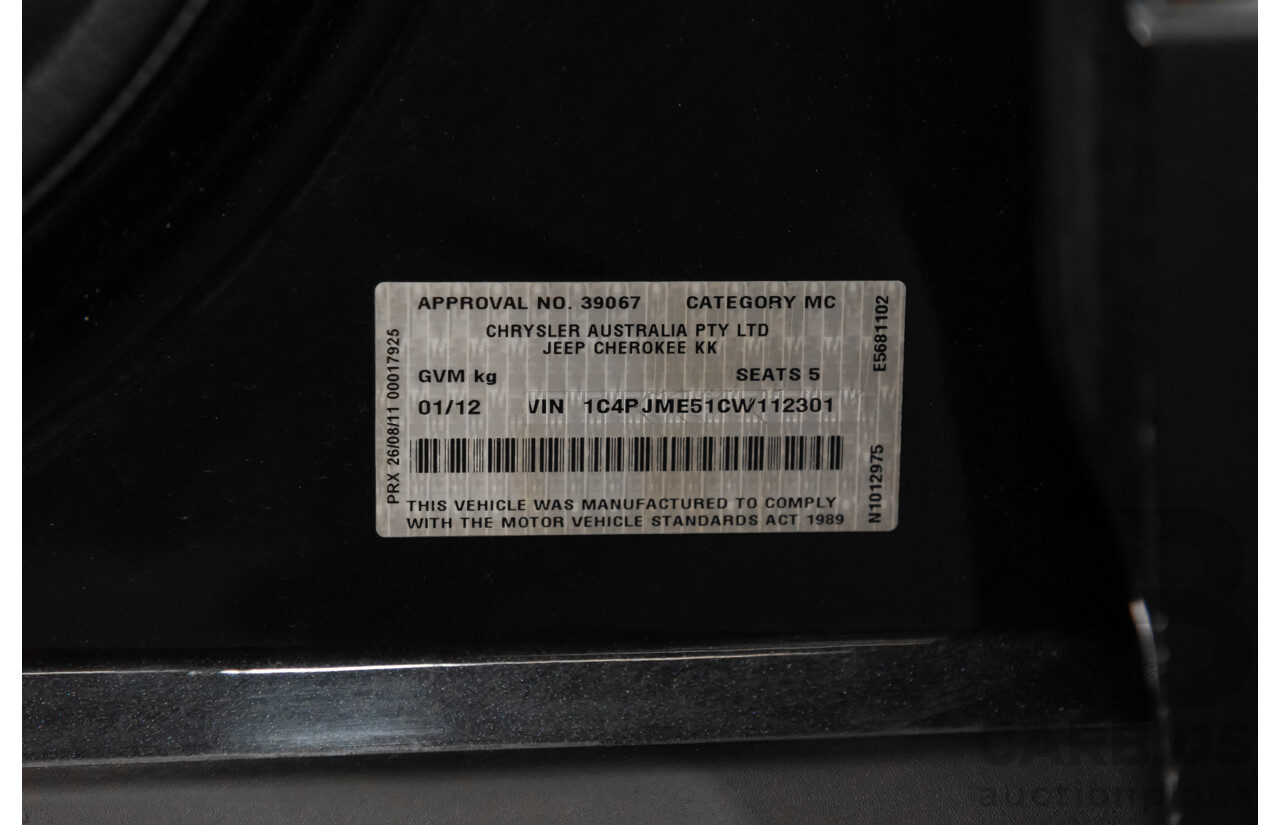 APPROVAL NO. 39067 CATEGORY MC
CHRYSLER AUSTRALIA PTY LTD
JEEP CHEROKEE KK
GVM kg SEATS 5
01/12 VIN 1C4PJME51CW112301
THIS VEHICLE WAS MANUFACTURED TO COMPLY
WITH THE MOTOR VEHICLE STANDARDS ACT 1989
PRX 26/08/11 00017925
E5681102
N1012975